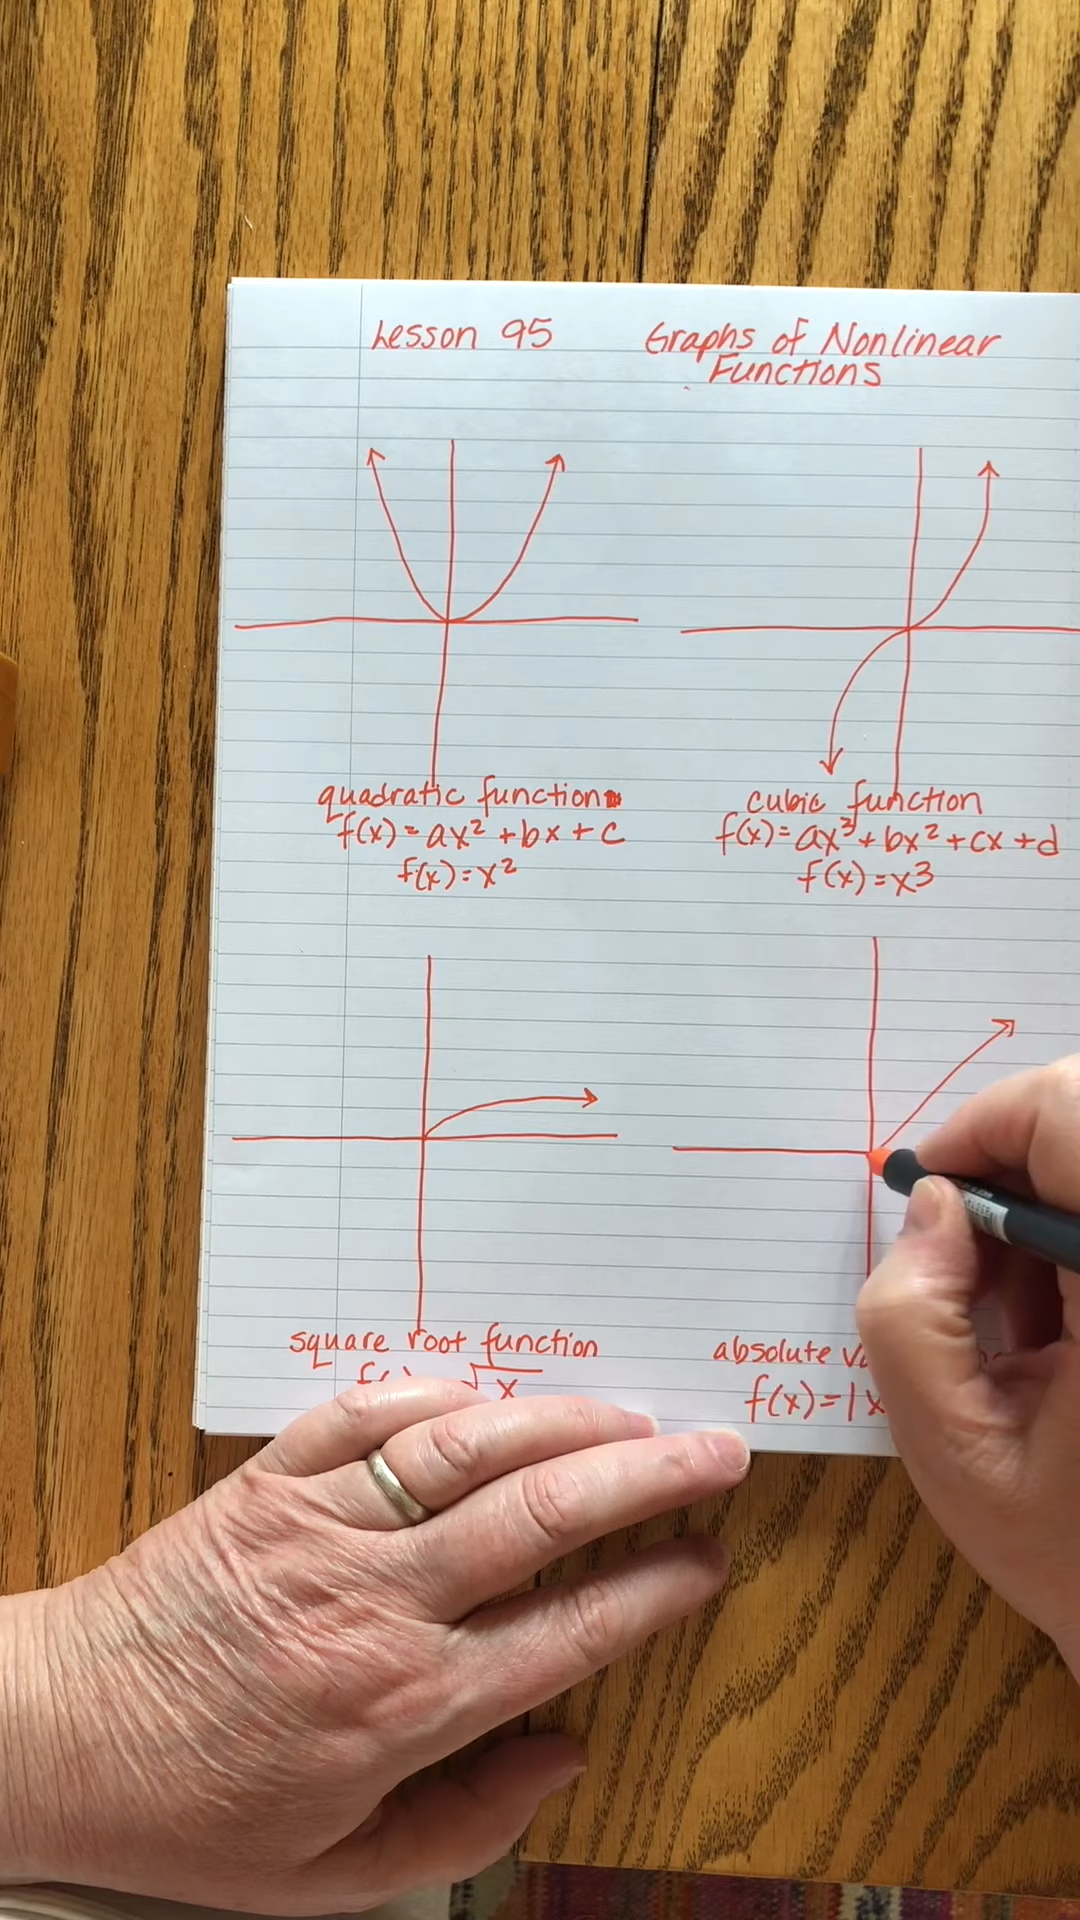 Lesson 95
Graphs of Nonlinear
Functions
quadratic function
f(x) = ax² + bx + c
f(x) = x²
cubic function
f(x) = ax³ + bx² + cx + d
f(x) = x³
square root function
√x
absolute
f(x) = |x